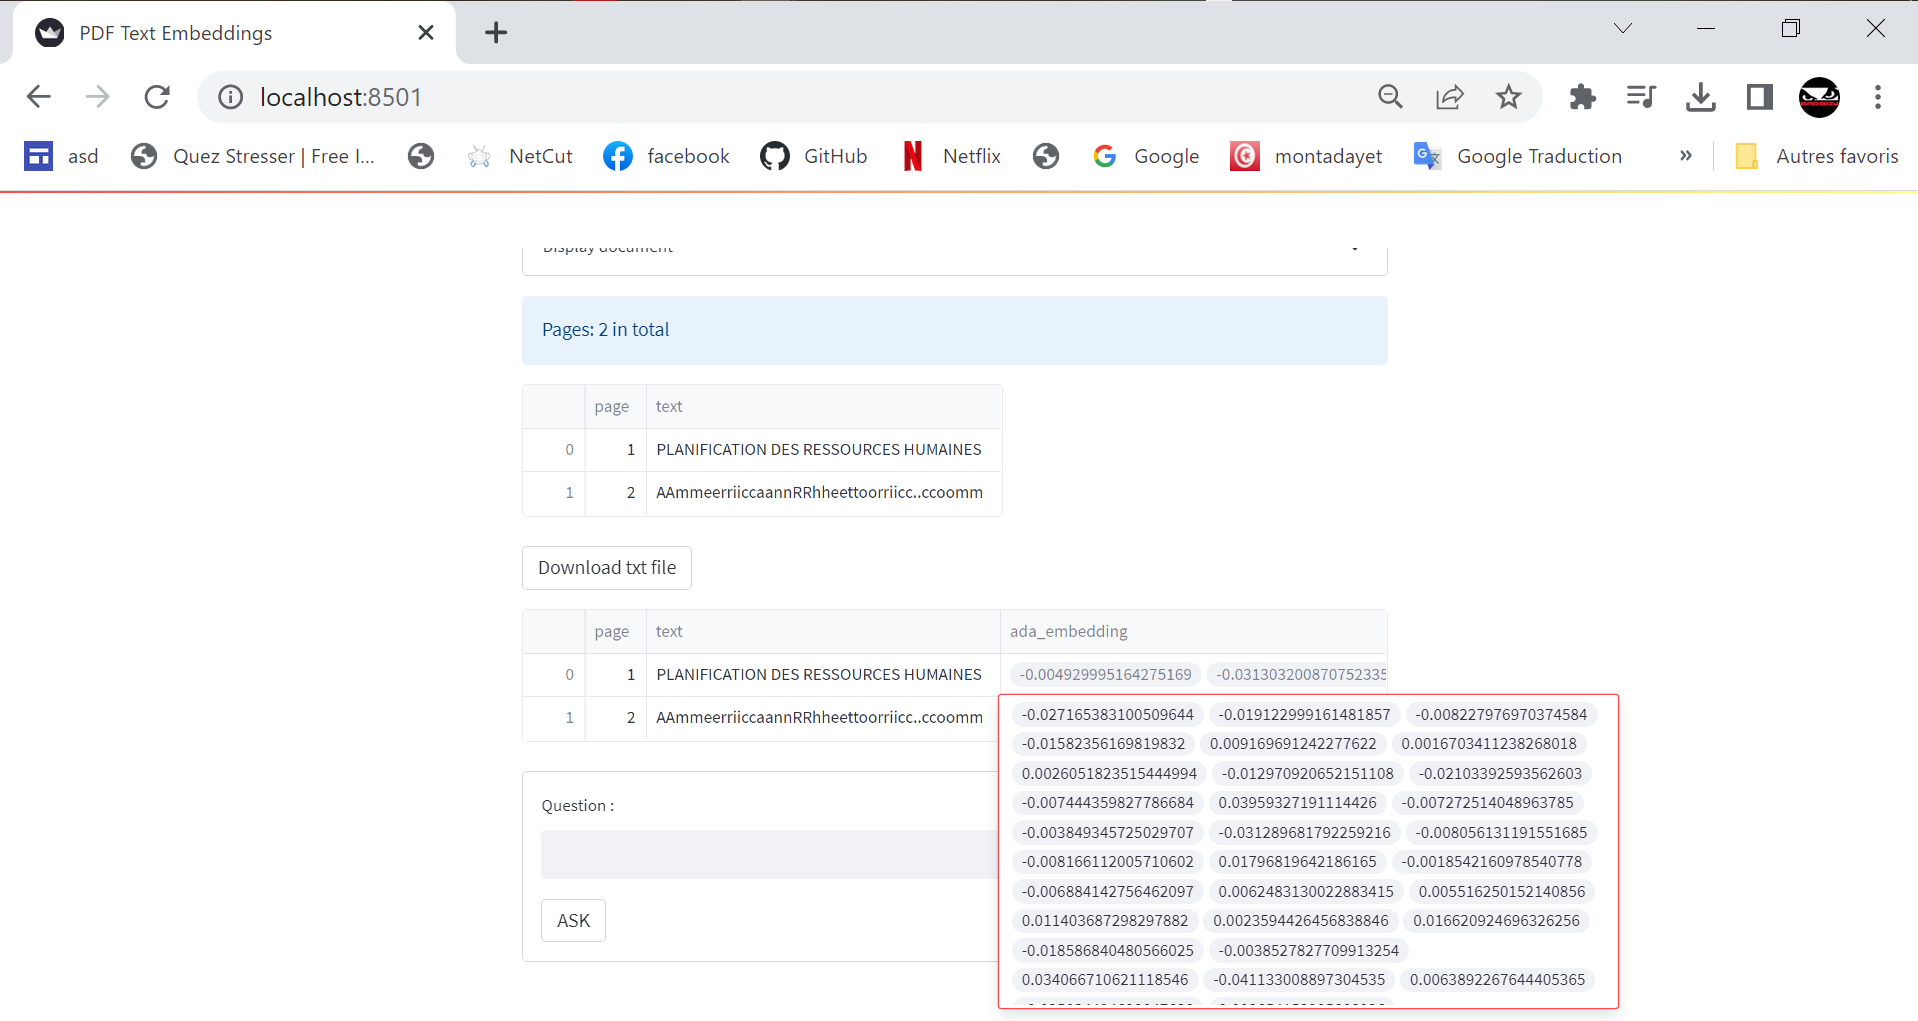 PDF Text Embeddings
localhost:8501
asd Quez Stresser | Free I... NetCut facebook GitHub Netflix Google montadayet Google Traduction » Autres favoris
Display document
Pages: 2 in total
page text
0 1 PLANIFICATION DES RESSOURCES HUMAINES
1 2 AAmmeerriiccaannRRhheettoorriicc..ccoomm
Download txt file
page text ada_embedding
0 1 PLANIFICATION DES RESSOURCES HUMAINES -0.004929995164275169 -0.031303200870752335
1 2 AAmmeerriiccaannRRhheettoorriicc..ccoomm
-0.027165383100509644 -0.019122999161481857 -0.008227976970374584
-0.01582356169819832 0.009169691242277622 0.0016703411238268018
0.0026051823515444994 -0.012970920652151108 -0.02103392593562603
-0.007444359827786684 0.03959327191114426 -0.007272514048963785
-0.003849345725029707 -0.031289681792259216 -0.008056131191551685
-0.008166112005710602 0.01796819642186165 -0.0018542160978540778
-0.006884142756462097 0.0062483130022883415 0.005516250152140856
0.011403687298297882 0.0023594426456838846 0.016620924696326256
-0.018586840480566025 -0.0038527827709913254
0.034066710621118546 -0.041133008897304535 0.0063892267644405365
Question :
ASK